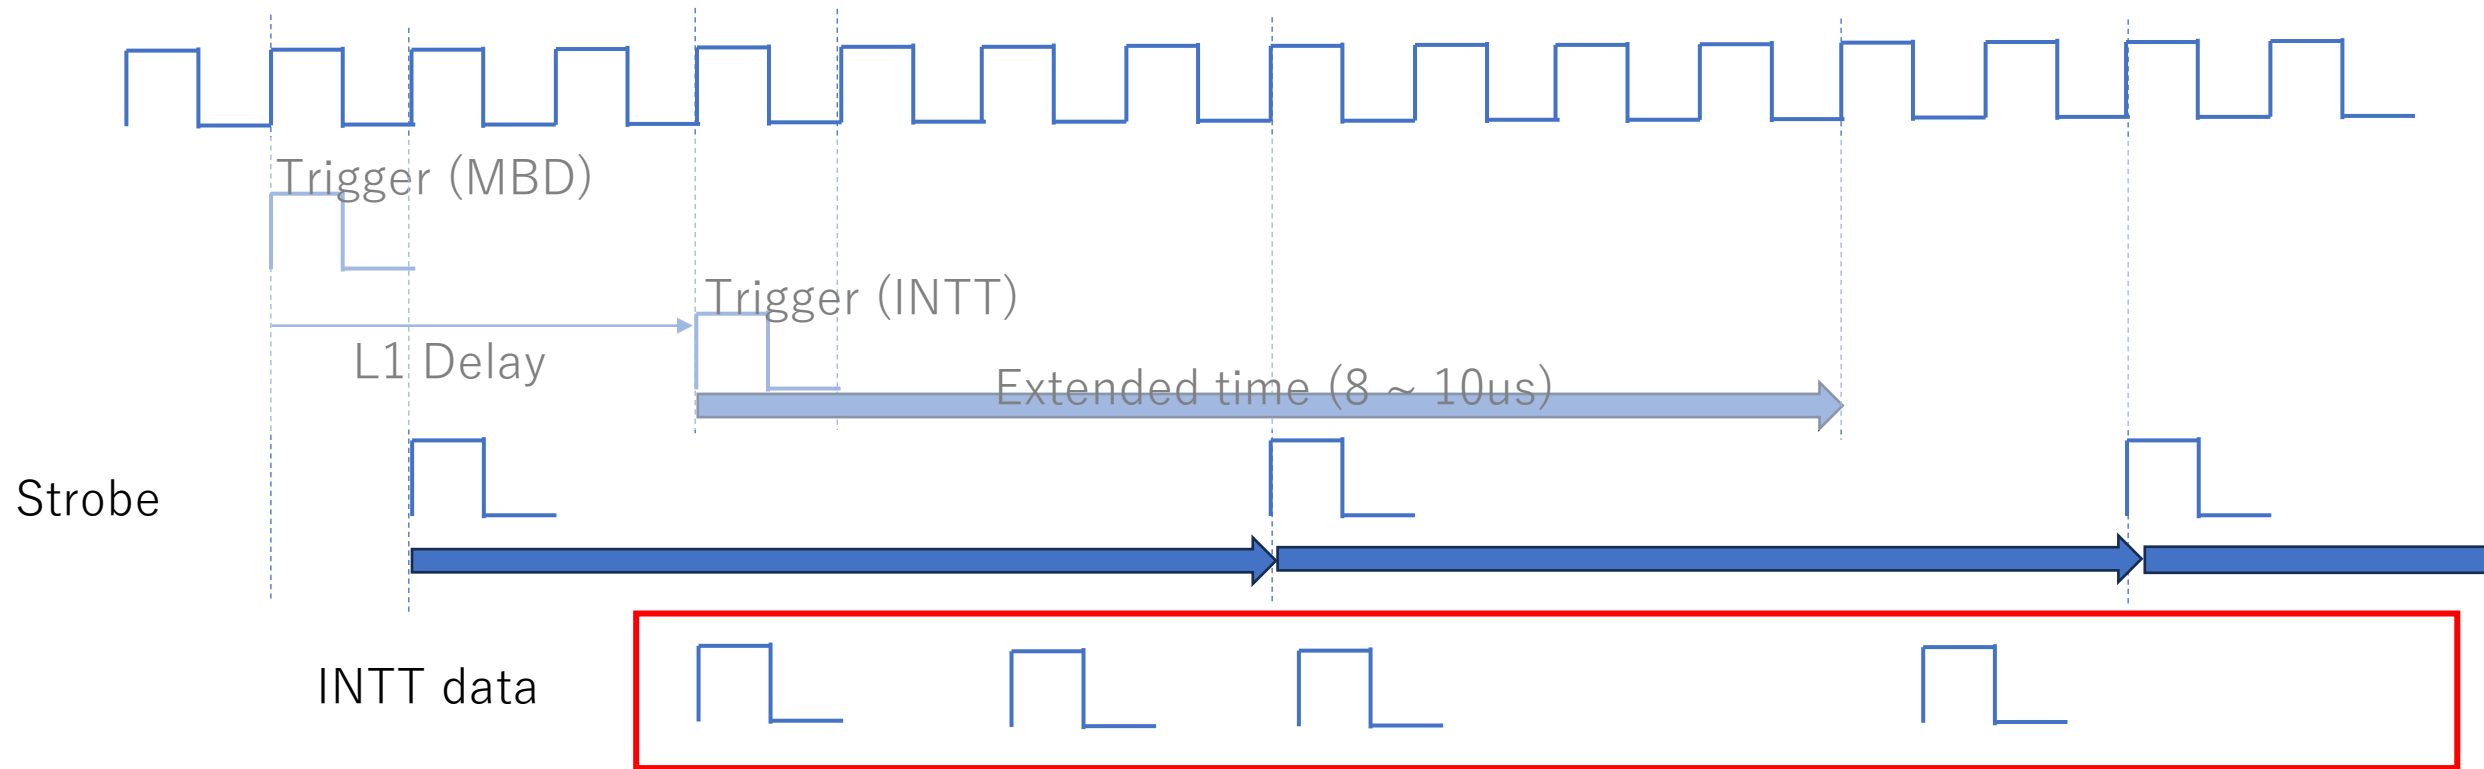 Trigger (MBD)
Trigger (INTT)
L1 Delay
Extended time (8 ~ 10us)
Strobe
INTT data